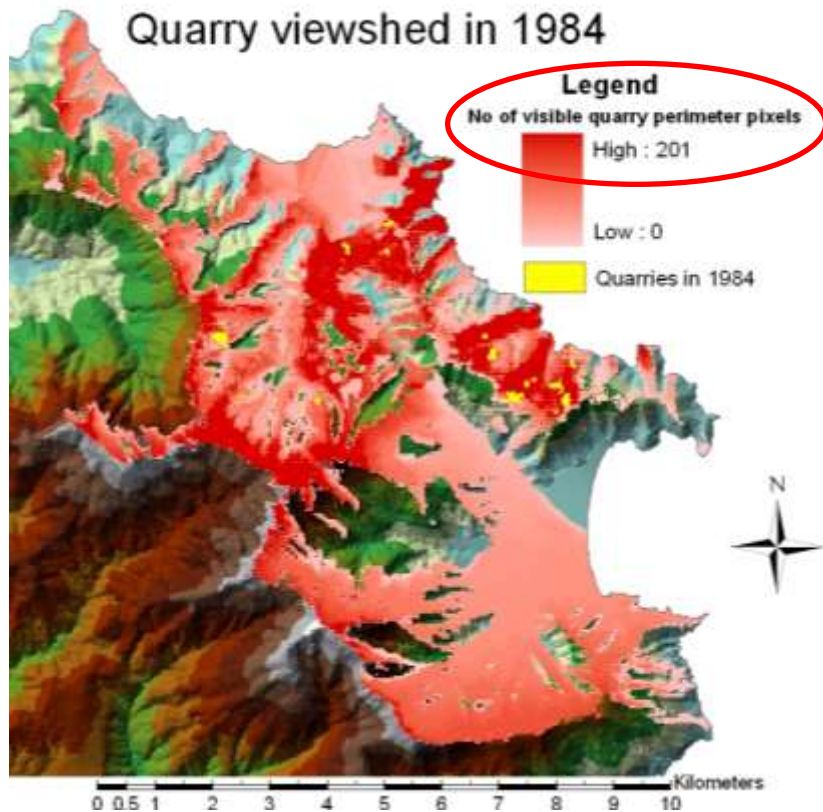 Quarry viewshed in 1984
Legend
No of visible quarry perimeter pixels
High : 201
Low : 0
Quarries in 1984
N
Kilometers
0 0.5 1 2 3 4 5 6 7 8 9 10